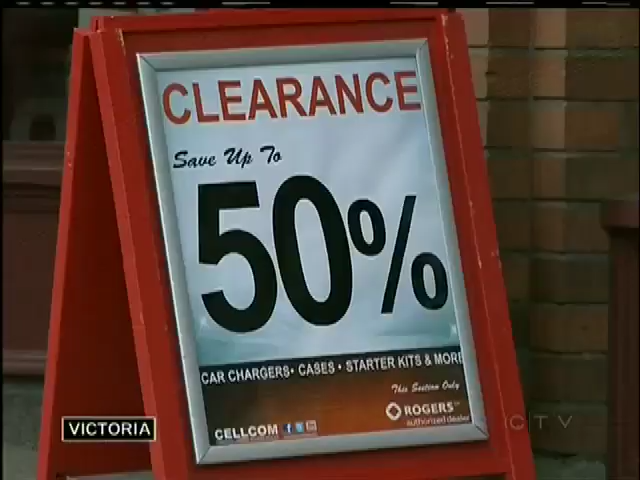 CLEARANCE
Save Up To
50%
CAR CHARGERS • CASES • STARTER KITS & MORE
This Section Only
ROGERS
authorized dealer
CELLCOM
VICTORIA
CTV